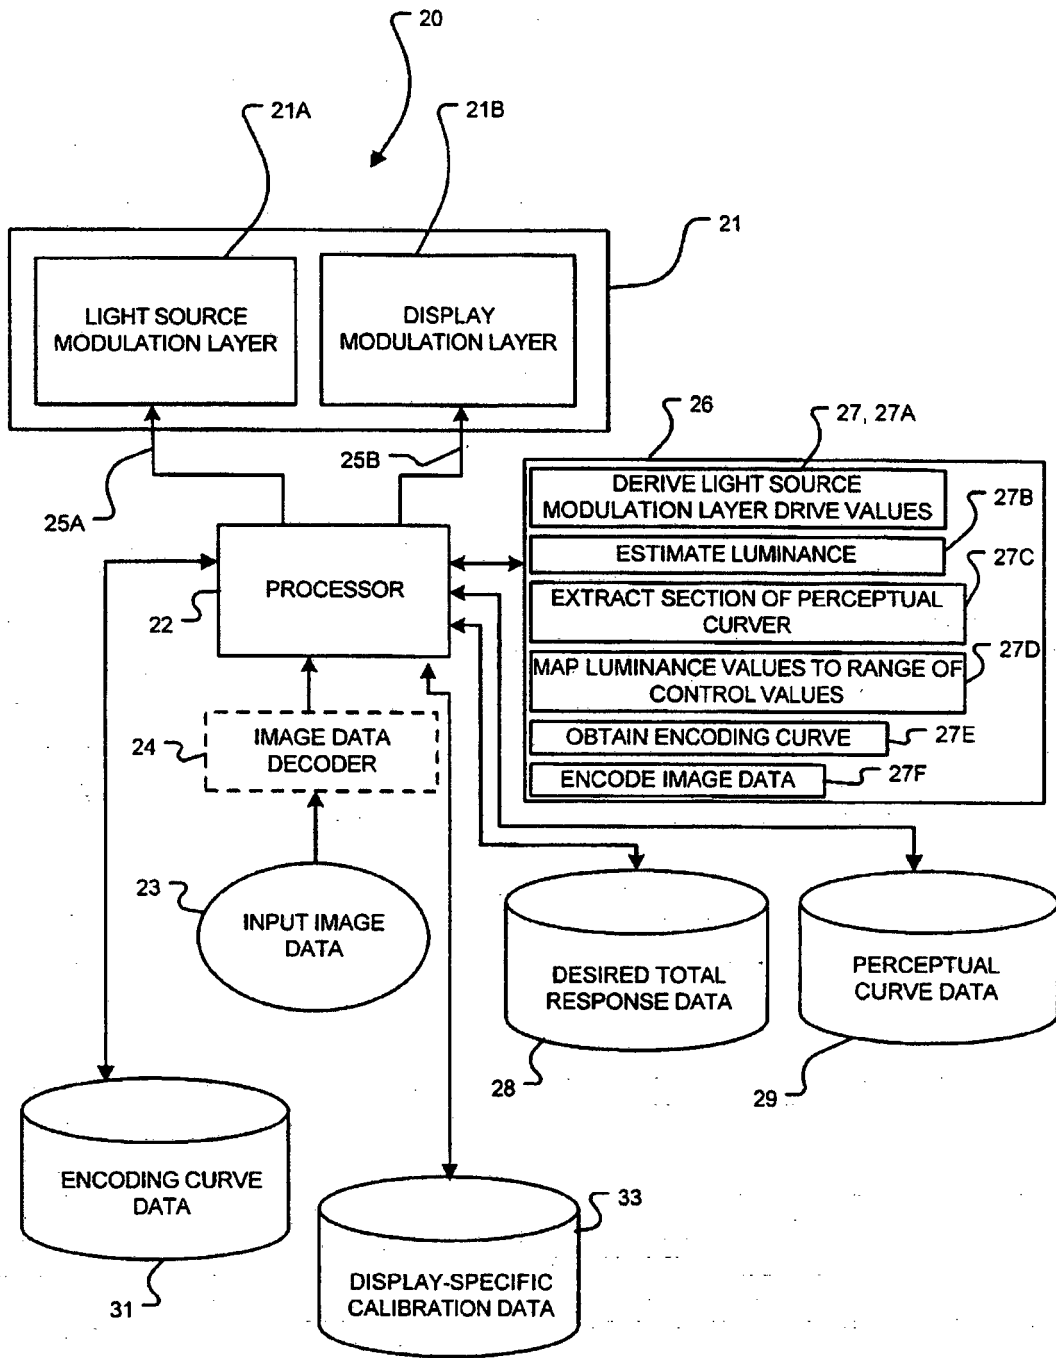 20
21A
21B
21
LIGHT SOURCE
MODULATION LAYER
DISPLAY
MODULATION LAYER
25A
25B
26
27, 27A
DERIVE LIGHT SOURCE
MODULATION LAYER DRIVE VALUES
27B
ESTIMATE LUMINANCE
27C
EXTRACT SECTION OF PERCEPTUAL
CURVER
27D
MAP LUMINANCE VALUES TO RANGE OF
CONTROL VALUES
OBTAIN ENCODING CURVE
27E
ENCODE IMAGE DATA
27F
PROCESSOR
22
24
IMAGE DATA
DECODER
23
INPUT IMAGE
DATA
DESIRED TOTAL
RESPONSE DATA
28
PERCEPTUAL
CURVE DATA
29
ENCODING CURVE
DATA
31
33
DISPLAY-SPECIFIC
CALIBRATION DATA